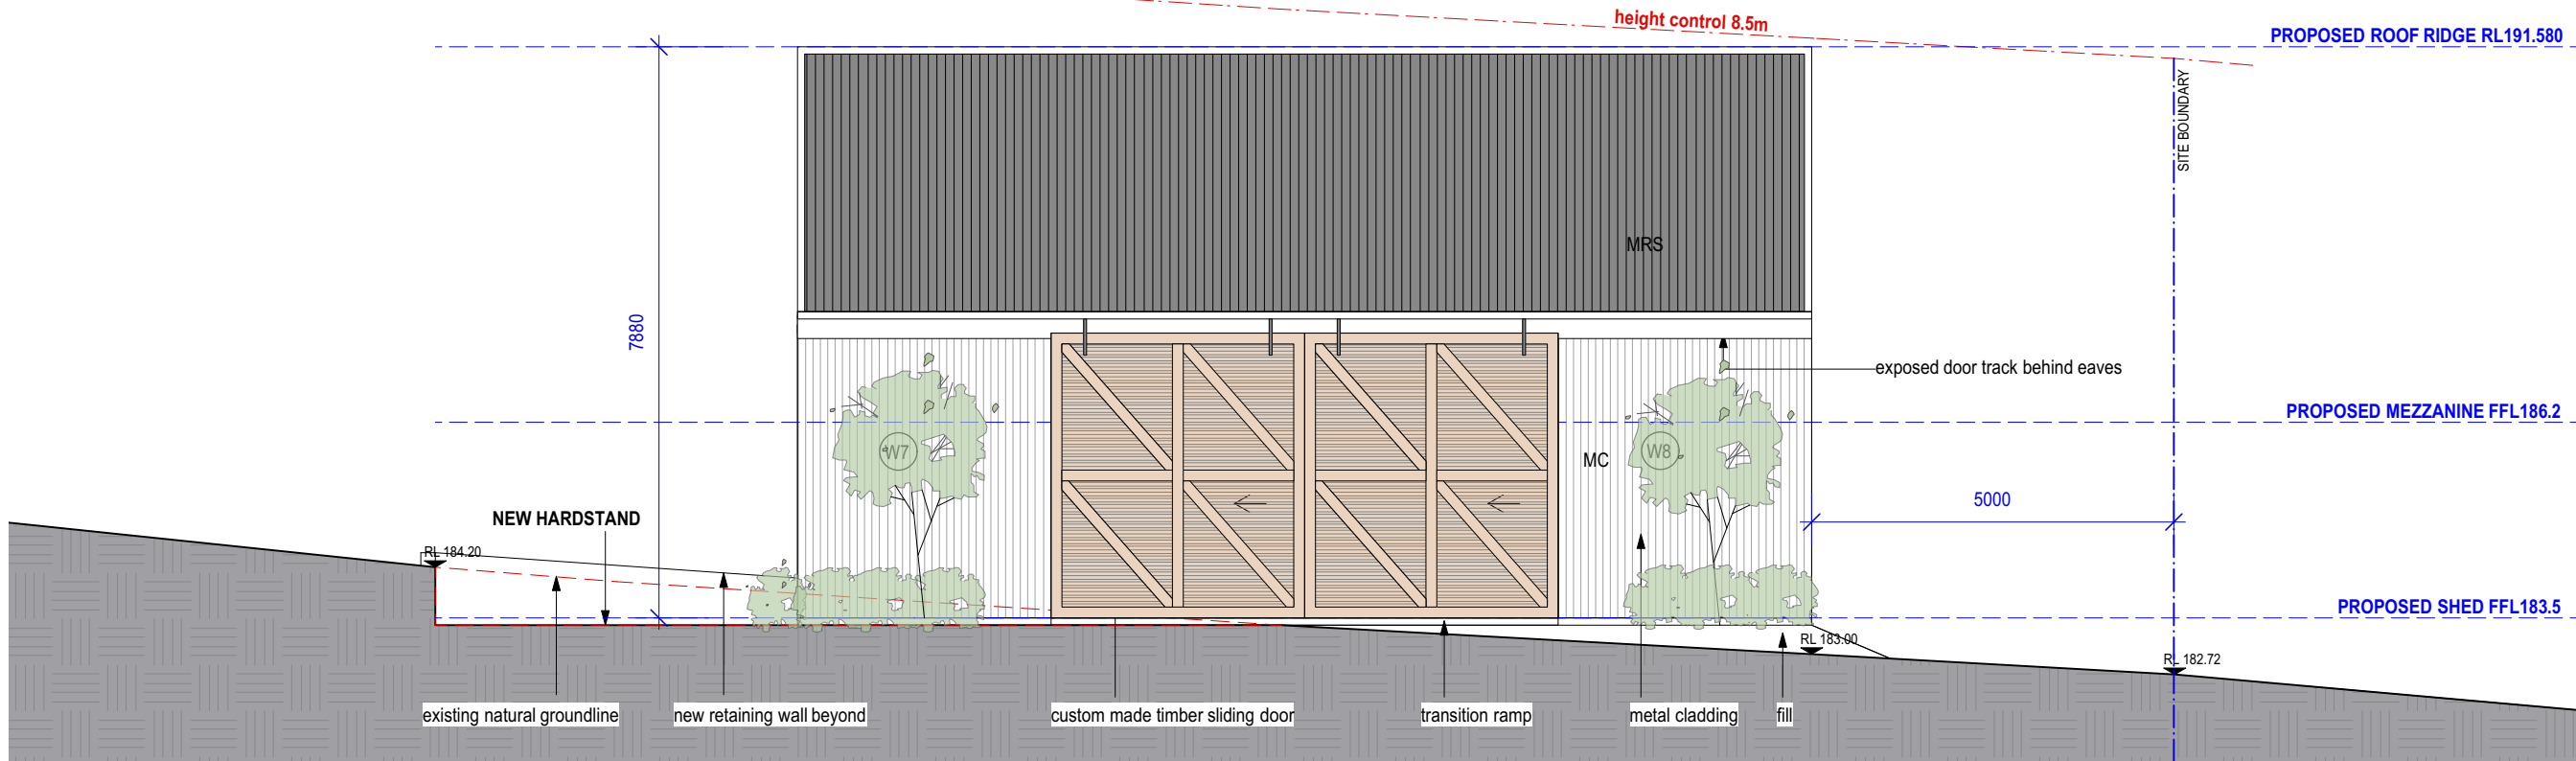 height control 8.5m
PROPOSED ROOF RIDGE RL191.580
SITE BOUNDARY
MRS
7880
exposed door track behind eaves
PROPOSED MEZZANINE FFL186.2
W7
MC
W8
5000
NEW HARDSTAND
RL 184.20
PROPOSED SHED FFL183.5
RL 183.00
RL 182.72
existing natural groundline
new retaining wall beyond
custom made timber sliding door
transition ramp
metal cladding
fill